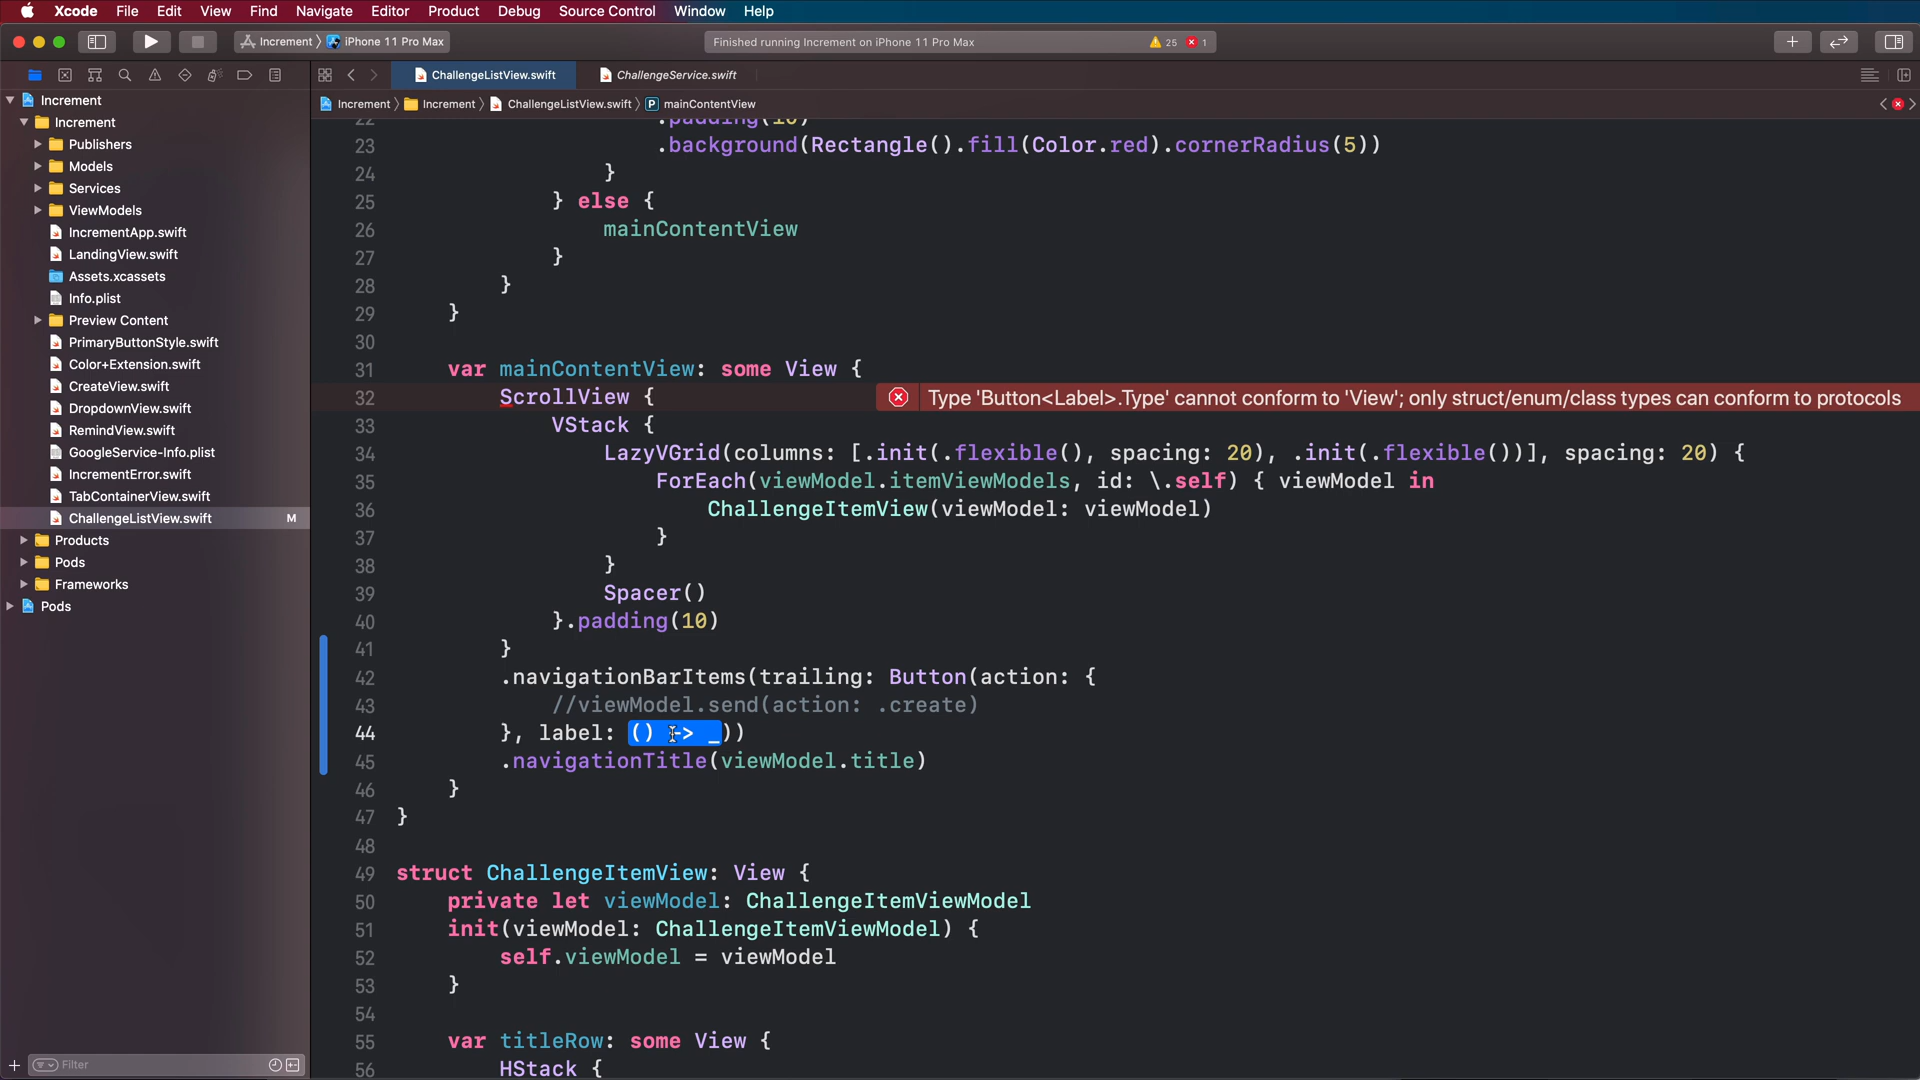 Xcode File Edit View Find Navigate Editor Product Debug Source Control Window Help
Increment iPhone 11 Pro Max
Finished running Increment on iPhone 11 Pro Max 25 1
ChallengeListView.swift ChallengeService.swift
Increment Increment ChallengeListView.swift P mainContentView
Increment
Increment
Publishers
Models
Services
ViewModels
IncrementApp.swift
LandingView.swift
Assets.xcassets
Info.plist
Preview Content
PrimaryButtonStyle.swift
Color+Extension.swift
CreateView.swift
DropdownView.swift
RemindView.swift
GoogleService-Info.plist
IncrementError.swift
TabContainerView.swift
ChallengeListView.swift M
Products
Pods
Frameworks
Pods
Filter
22 .padding(10)
23 .background(Rectangle().fill(Color.red).cornerRadius(5))
24 }
25 } else {
26 mainContentView
27 }
28 }
29 }
30
31 var mainContentView: some View {
32 ScrollView { Type 'Button<Label>.Type' cannot conform to 'View'; only struct/enum/class types can conform to protocols
33 VStack {
34 LazyVGrid(columns: [.init(.flexible(), spacing: 20), .init(.flexible())], spacing: 20) {
35 ForEach(viewModel.itemViewModels, id: \.self) { viewModel in
36 ChallengeItemView(viewModel: viewModel)
37 }
38 }
39 Spacer()
40 }.padding(10)
41 }
42 .navigationBarItems(trailing: Button(action: {
43 //viewModel.send(action: .create)
44 }, label: () -> _))
45 .navigationTitle(viewModel.title)
46 }
47 }
48
49 struct ChallengeItemView: View {
50 private let viewModel: ChallengeItemViewModel
51 init(viewModel: ChallengeItemViewModel) {
52 self.viewModel = viewModel
53 }
54
55 var titleRow: some View {
56 HStack {